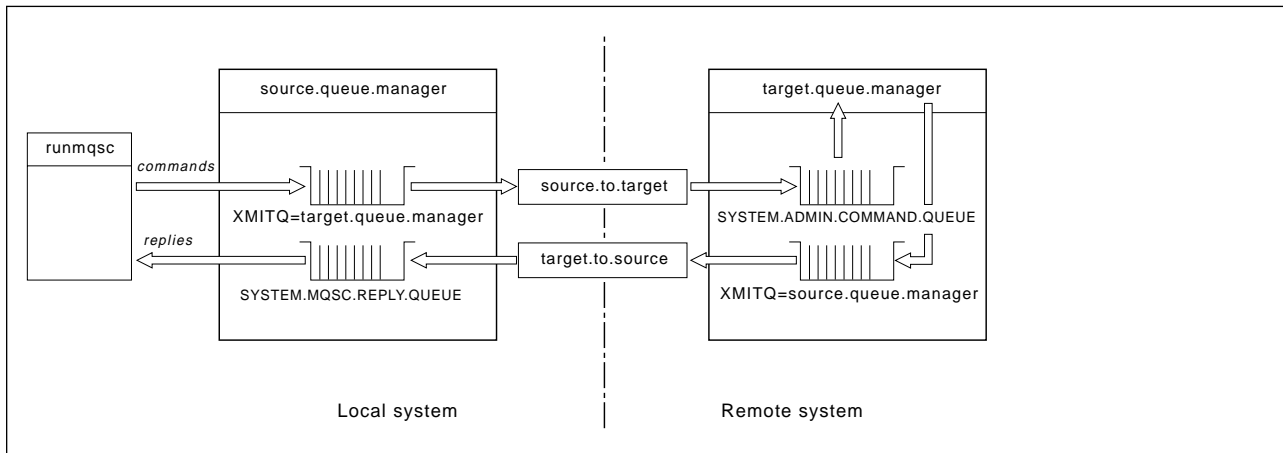 source.queue.manager
target.queue.manager
runmqsc
commands
source.to.target
XMITQ=target.queue.manager
SYSTEM.ADMIN.COMMAND.QUEUE
replies
target.to.source
SYSTEM.MQSC.REPLY.QUEUE
XMITQ=source.queue.manager
Local system
Remote system